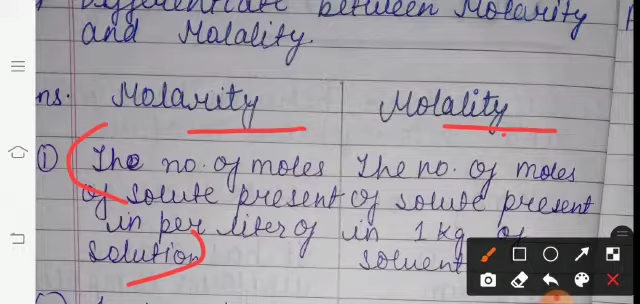 Differentiate between Molarity
and Molality.
ns. Molarity Molality
① The no. of moles The no. of moles
of solute present of solute present
in per liter of in 1 kg of
solution solvent